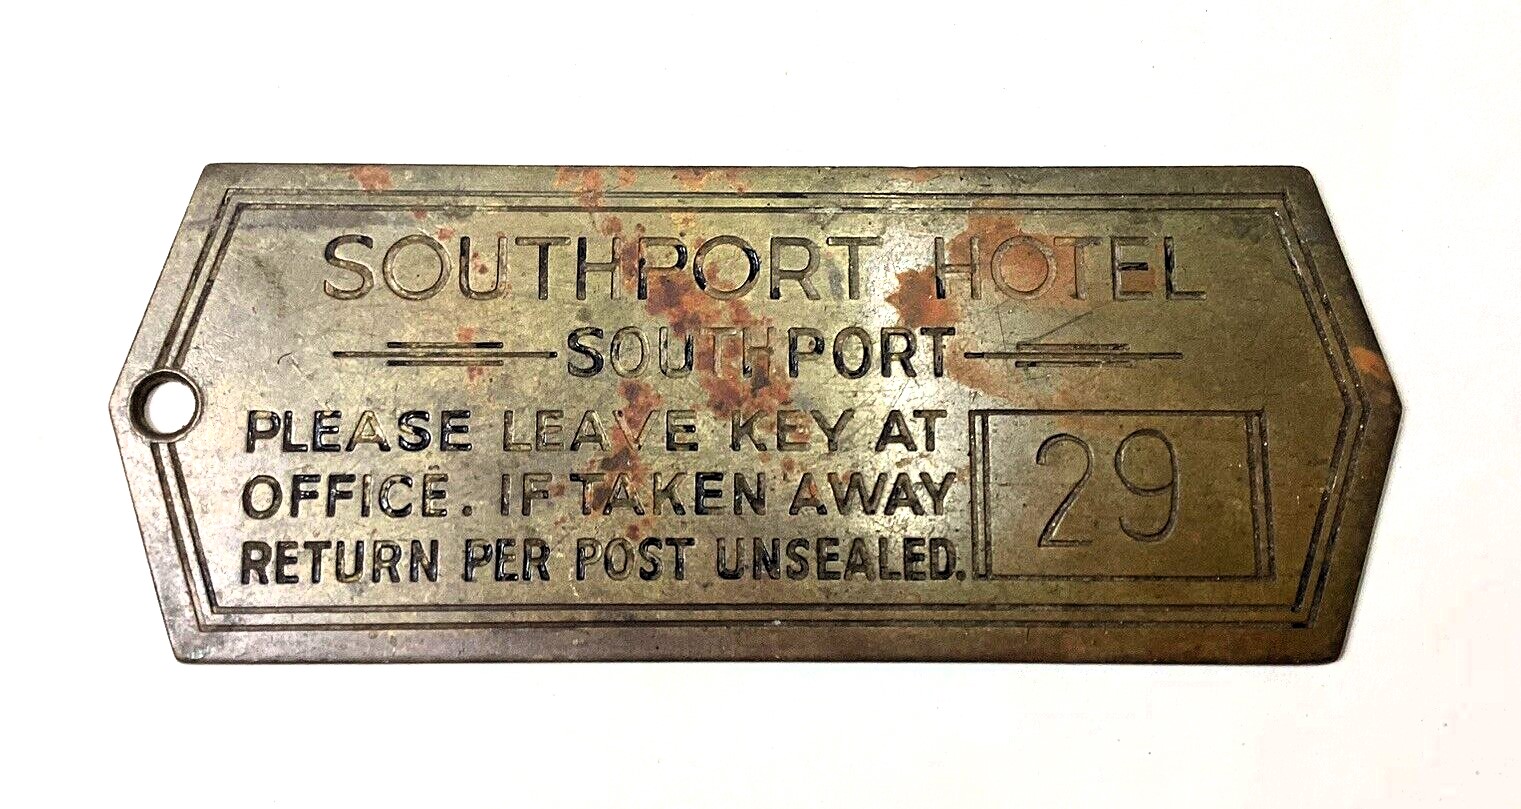 SOUTHPORT HOTEL
SOUTHPORT
PLEASE LEAVE KEY AT
OFFICE. IF TAKEN AWAY
RETURN PER POST UNSEALED.
29